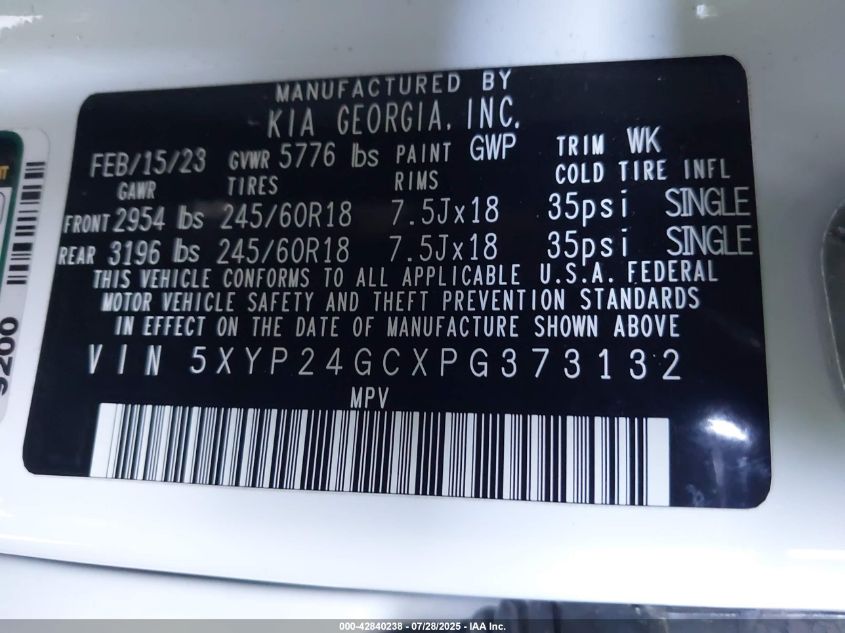 MANUFACTURED BY
KIA GEORGIA, INC.
FEB/15/23 GVWR 5776 lbs PAINT GWP TRIM WK
GAWR TIRES RIMS COLD TIRE INFL
FRONT 2954 lbs 245/60R18 7.5Jx18 35psi SINGLE
REAR 3196 lbs 245/60R18 7.5Jx18 35psi SINGLE
THIS VEHICLE CONFORMS TO ALL APPLICABLE U.S.A. FEDERAL
MOTOR VEHICLE SAFETY AND THEFT PREVENTION STANDARDS
IN EFFECT ON THE DATE OF MANUFACTURE SHOWN ABOVE
VIN 5XYP24GCXPG373132
MPV
000-42840238 - 07/28/2025 - IAA Inc.